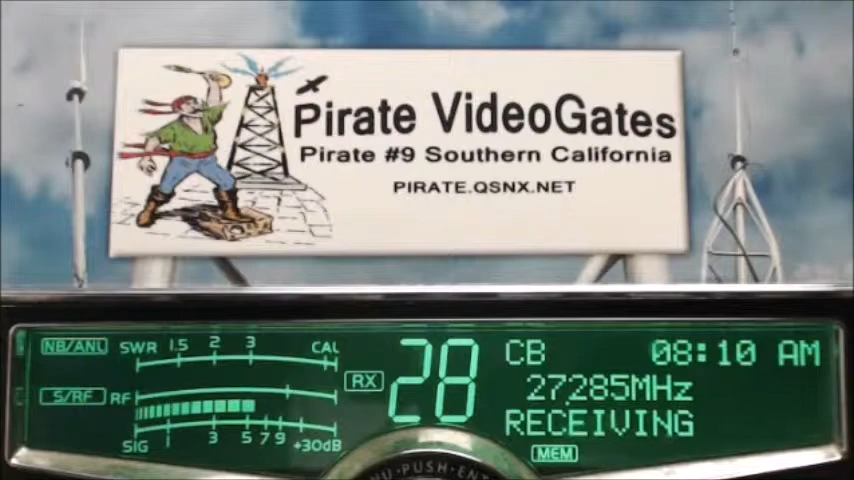 Pirate VideoGates
Pirate #9 Southern California
PIRATE.QSNX.NET
NB/ANL SWR 1.5 2 3 CAL
S/RF RF
SIG 3 5 7 9 +30dB
RX 28 CB 08:10 AM
27285MHz
RECEIVING
MEM
PUSH